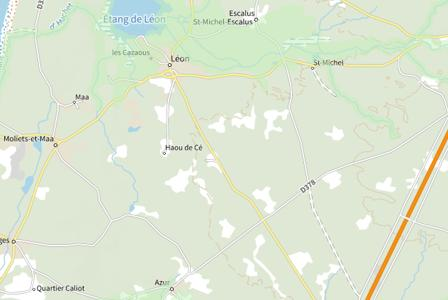 Étang de Léon
Escalus
St-Michel-
Escalus
les Cazaous
Léon
St-Michel
Maa
Moliets-et-Maa
Haou de Cé
D378
ges
Azur
Quartier Caliot